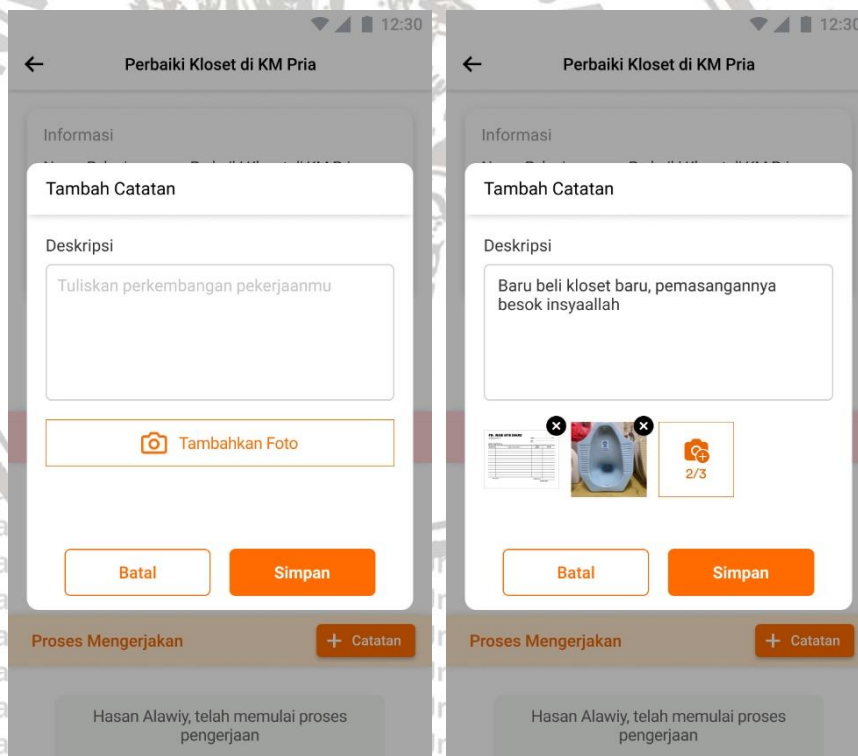 12:30
Perbaiki Kloset di KM Pria
Informasi
Tambah Catatan
Deskripsi
Tuliskan perkembangan pekerjaanmu
Tambahkan Foto
Batal
Simpan
Proses Mengerjakan
+ Catatan
Hasan Alawiy, telah memulai proses
pengerjaan
12:30
Perbaiki Kloset di KM Pria
Informasi
Tambah Catatan
Deskripsi
Baru beli kloset baru, pemasangannya
besok insyaallah
2/3
Batal
Simpan
Proses Mengerjakan
+ Catatan
Hasan Alawiy, telah memulai proses
pengerjaan